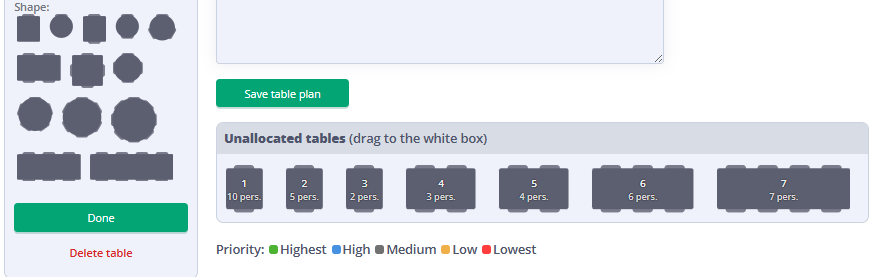 Shape:
Save table plan
Unallocated tables (drag to the white box)
1
10 pers.
2
5 pers.
3
2 pers.
4
3 pers.
5
4 pers.
6
6 pers.
7
7 pers.
Done
Delete table
Priority: Highest High Medium Low Lowest